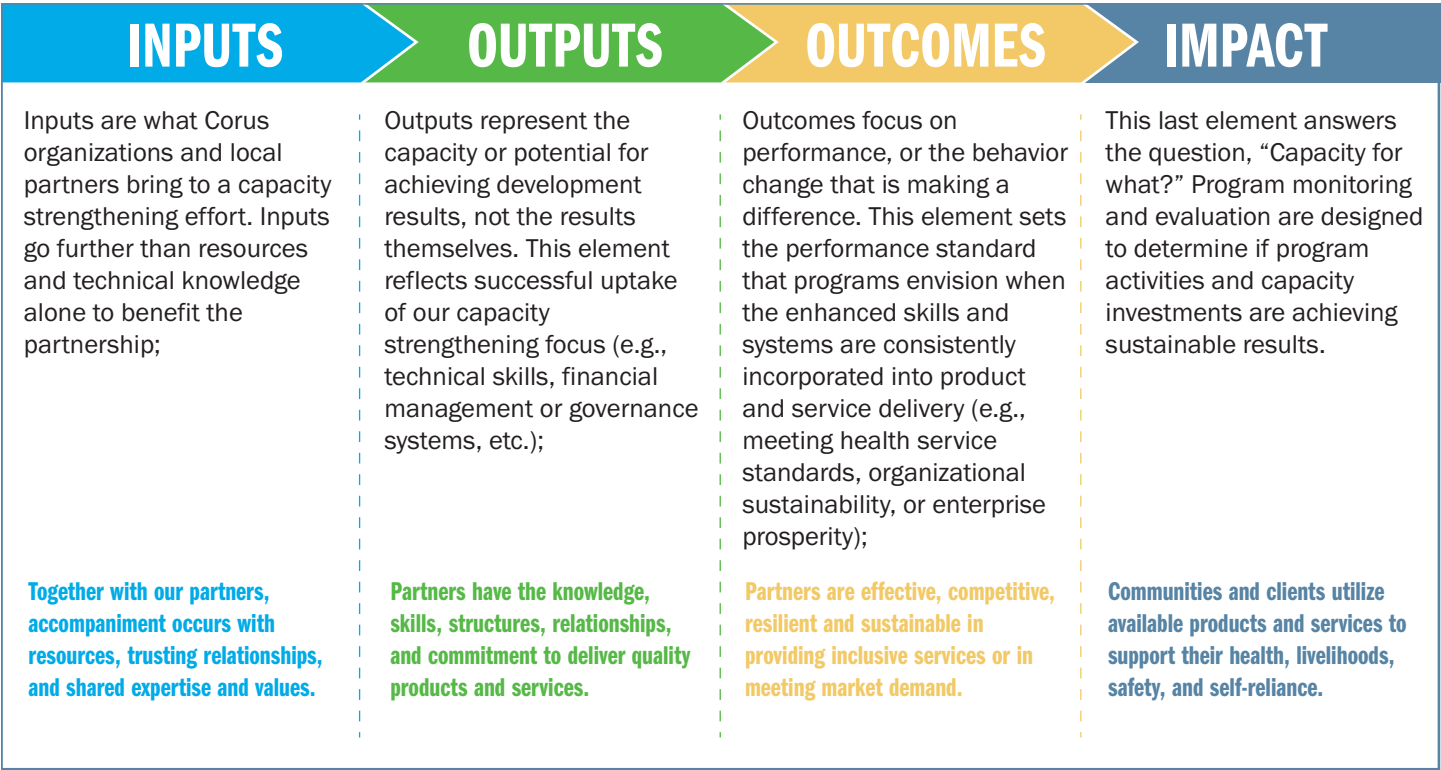 INPUTS
Inputs are what Corus
organizations and local
partners bring to a capacity
strengthening effort. Inputs
go further than resources
and technical knowledge
alone to benefit the
partnership;
Together with our partners,
accompaniment occurs with
resources, trusting relationships,
and shared expertise and values.
OUTPUTS
Outputs represent the
capacity or potential for
achieving development
results, not the results
themselves. This element
reflects successful uptake
of our capacity
strengthening focus (e.g.,
technical skills, financial
management or governance
systems, etc.);
Partners have the knowledge,
skills, structures, relationships,
and commitment to deliver quality
products and services.
OUTCOMES
Outcomes focus on
performance, or the behavior
change that is making a
difference. This element sets
the performance standard
that programs envision when
the enhanced skills and
systems are consistently
incorporated into product
and service delivery (e.g.,
meeting health service
standards, organizational
sustainability, or enterprise
prosperity);
Partners are effective, competitive,
resilient and sustainable in
providing inclusive services or in
meeting market demand.
IMPACT
This last element answers
the question, “Capacity for
what?” Program monitoring
and evaluation are designed
to determine if program
activities and capacity
investments are achieving
sustainable results.
Communities and clients utilize
available products and services to
support their health, livelihoods,
safety, and self-reliance.